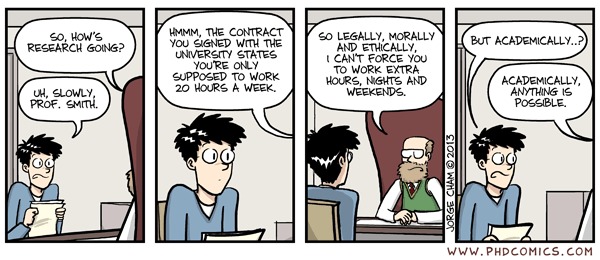 SO, HOW'S
RESEARCH GOING?
UH, SLOWLY,
PROF. SMITH.
HMMM, THE CONTRACT
YOU SIGNED WITH THE
UNIVERSITY STATES
YOU'RE ONLY
SUPPOSED TO WORK
20 HOURS A WEEK.
SO LEGALLY, MORALLY
AND ETHICALLY,
I CAN'T FORCE YOU
TO WORK EXTRA
HOURS, NIGHTS AND
WEEKENDS.
BUT ACADEMICALLY..?
ACADEMICALLY,
ANYTHING IS
POSSIBLE.
JORGE CHAM © 2013
WWW.PHDCOMICS.COM